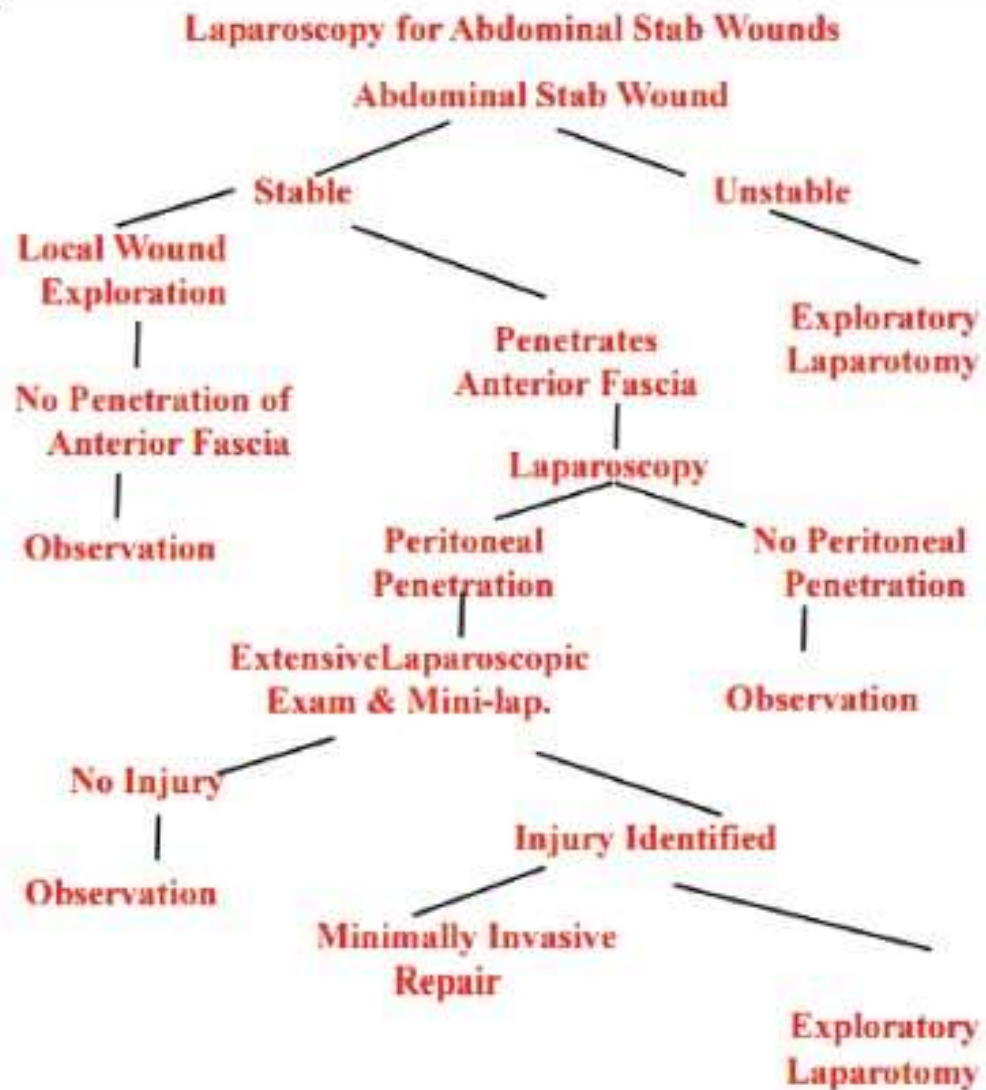 Laparoscopy for Abdominal Stab Wounds
Abdominal Stab Wound
Stable
Unstable
Local Wound
Exploration
Exploratory
Laparotomy
Penetrates
Anterior Fascia
No Penetration of
Anterior Fascia
Laparoscopy
Observation
Peritoneal
Penetration
No Peritoneal
Penetration
ExtensiveLaparoscopic
Exam & Mini-lap.
Observation
No Injury
Injury Identified
Observation
Minimally Invasive
Repair
Exploratory
Laparotomy